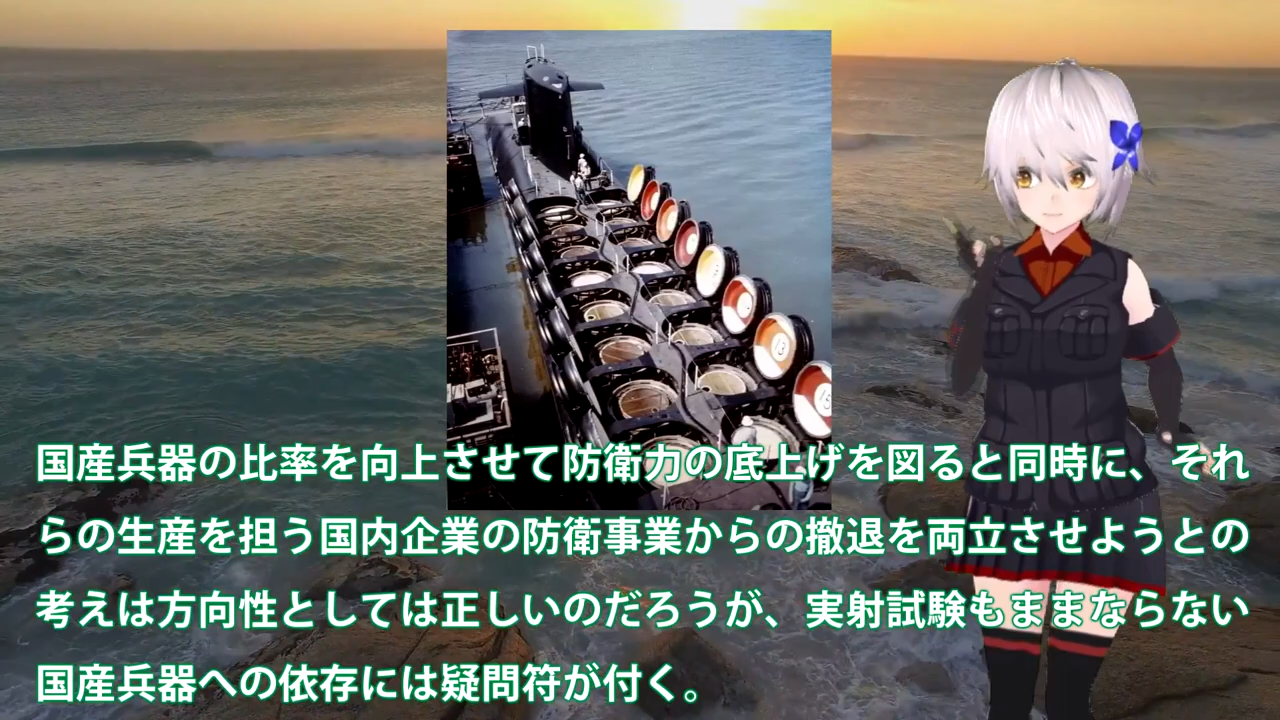 国産兵器の比率を向上させて防衛力の底上げを図ると同時に、それ
らの生産を担う国内企業の防衛事業からの撤退を両立させようとの
考えは方向性としては正しいのだろうが、実射試験もままならない
国産兵器への依存には疑問符が付く。
13
15